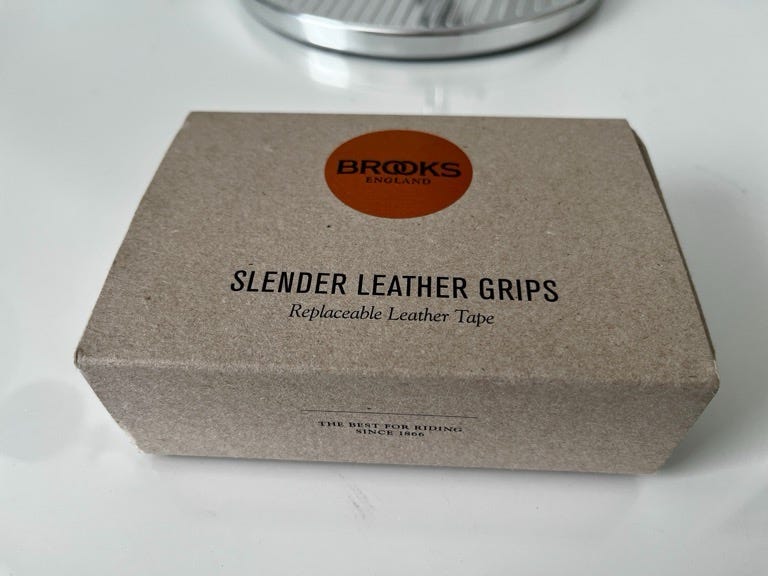 BROOKS
ENGLAND
SLENDER LEATHER GRIPS
Replaceable Leather Tape
THE BEST FOR RIDING
SINCE 1866